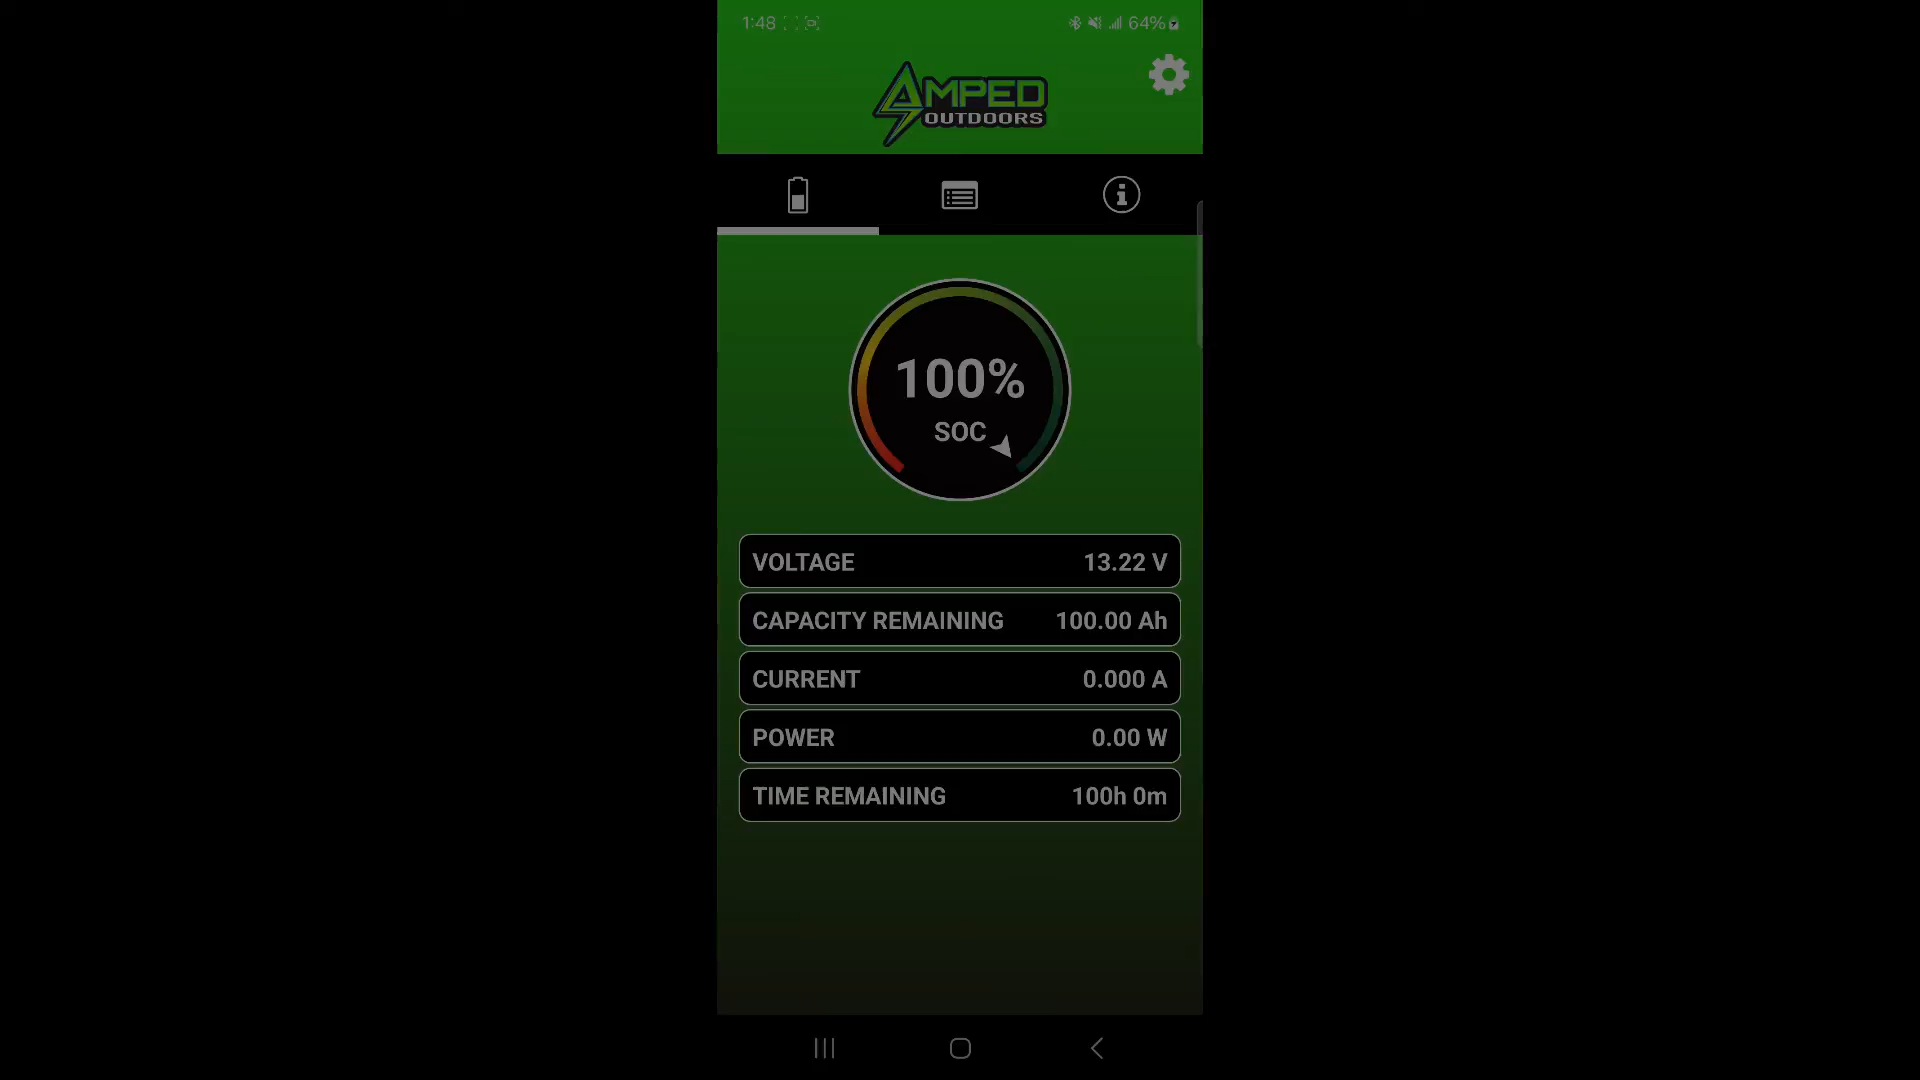 1:48 64%
AMPED
OUTDOORS
100%
SOC
VOLTAGE 13.22 V
CAPACITY REMAINING 100.00 Ah
CURRENT 0.000 A
POWER 0.00 W
TIME REMAINING 100h 0m